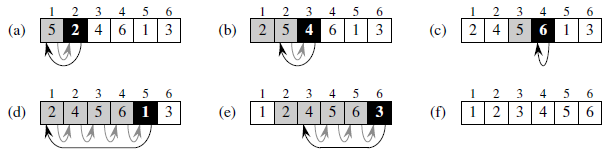 1 2 3 4 5 6
(a) 5 2 4 6 1 3
1 2 3 4 5 6
(b) 2 5 4 6 1 3
1 2 3 4 5 6
(c) 2 4 5 6 1 3
1 2 3 4 5 6
(d) 2 4 5 6 1 3
1 2 3 4 5 6
(e) 1 2 4 5 6 3
1 2 3 4 5 6
(f) 1 2 3 4 5 6